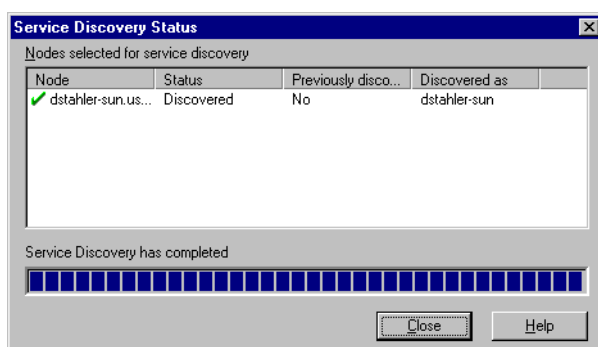 Service Discovery Status
Nodes selected for service discovery
Node Status Previously disco... Discovered as
dstahler-sun.us... Discovered No dstahler-sun
Service Discovery has completed
Close Help